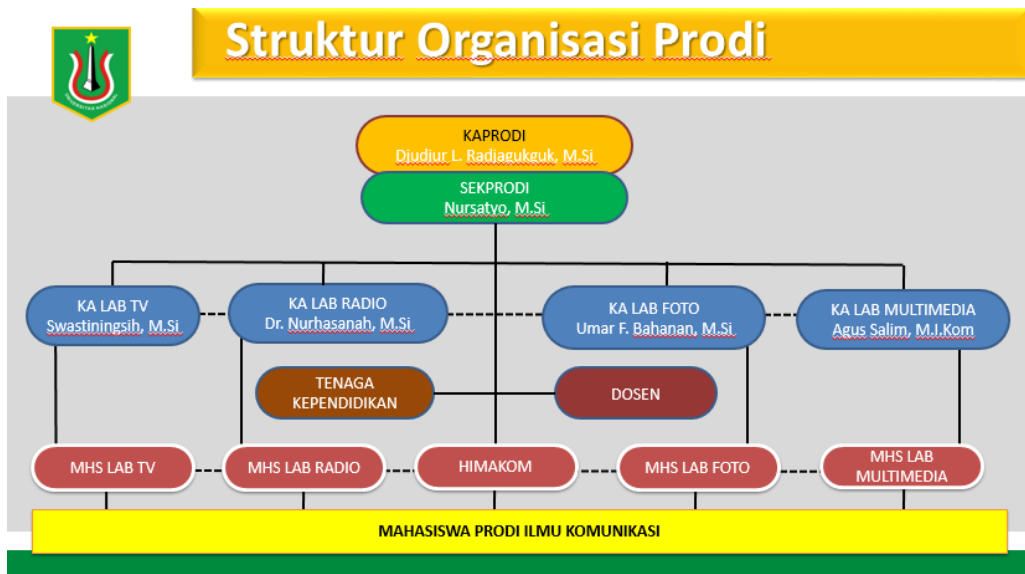 Struktur Organisasi Prodi
UNIVERSITAS NASIONAL
KAPRODI
Djudjur L. Radjagukguk, M.Si
SEKPRODI
Nursatyo, M.Si
KA LAB TV
Swastiningsih, M.Si
KA LAB RADIO
Dr. Nurhasanah, M.Si
KA LAB FOTO
Umar F. Bahanan, M.Si
KA LAB MULTIMEDIA
Agus Salim, M.I.Kom
TENAGA
KEPENDIDIKAN
DOSEN
MHS LAB TV
MHS LAB RADIO
HIMAKOM
MHS LAB FOTO
MHS LAB
MULTIMEDIA
MAHASISWA PRODI ILMU KOMUNIKASI